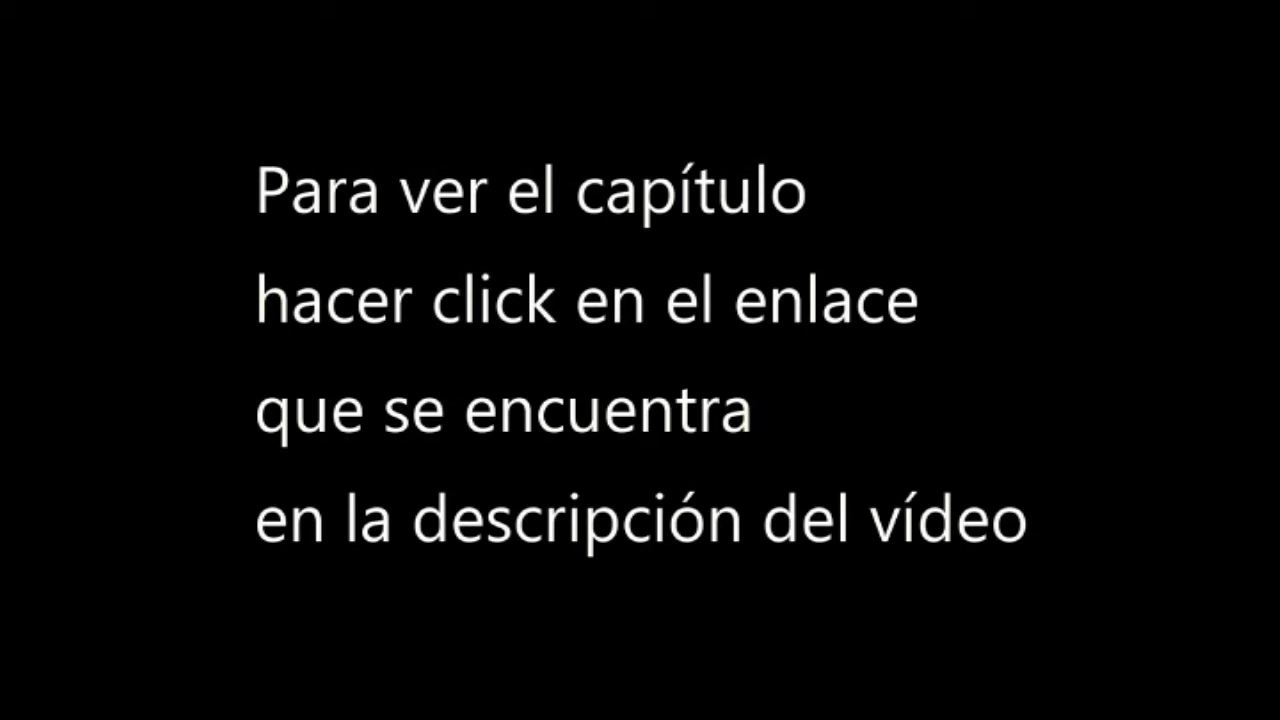 Para ver el capítulo
hacer click en el enlace
que se encuentra
en la descripción del vídeo